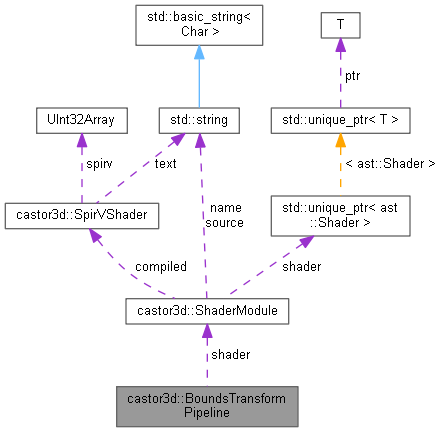 std::basic_string<
Char >
T
ptr
UInt32Array
std::string
std::unique_ptr< T >
spirv
text
< ast::Shader >
castor3d::SpirVShader
name
source
std::unique_ptr< ast
::Shader >
compiled
shader
castor3d::ShaderModule
shader
castor3d::BoundsTransform
Pipeline